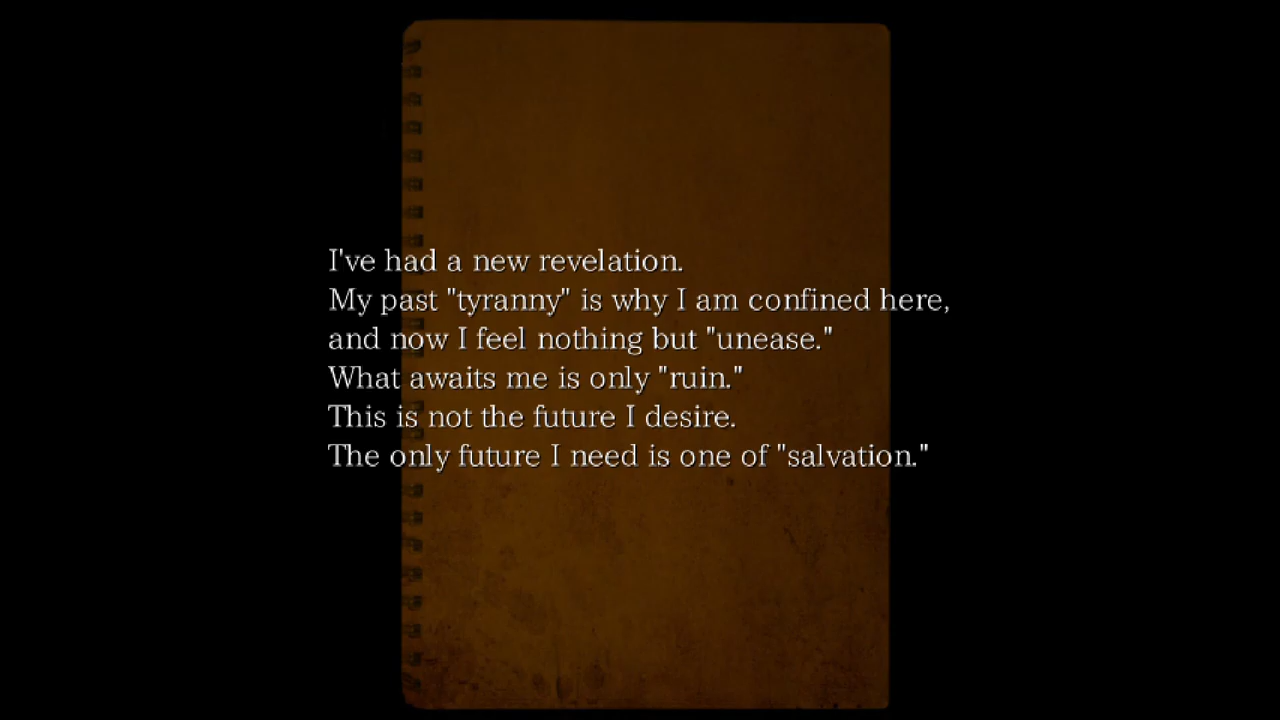 I've had a new revelation.
My past "tyranny" is why I am confined here,
and now I feel nothing but "unease."
What awaits me is only "ruin."
This is not the future I desire.
The only future I need is one of "salvation."